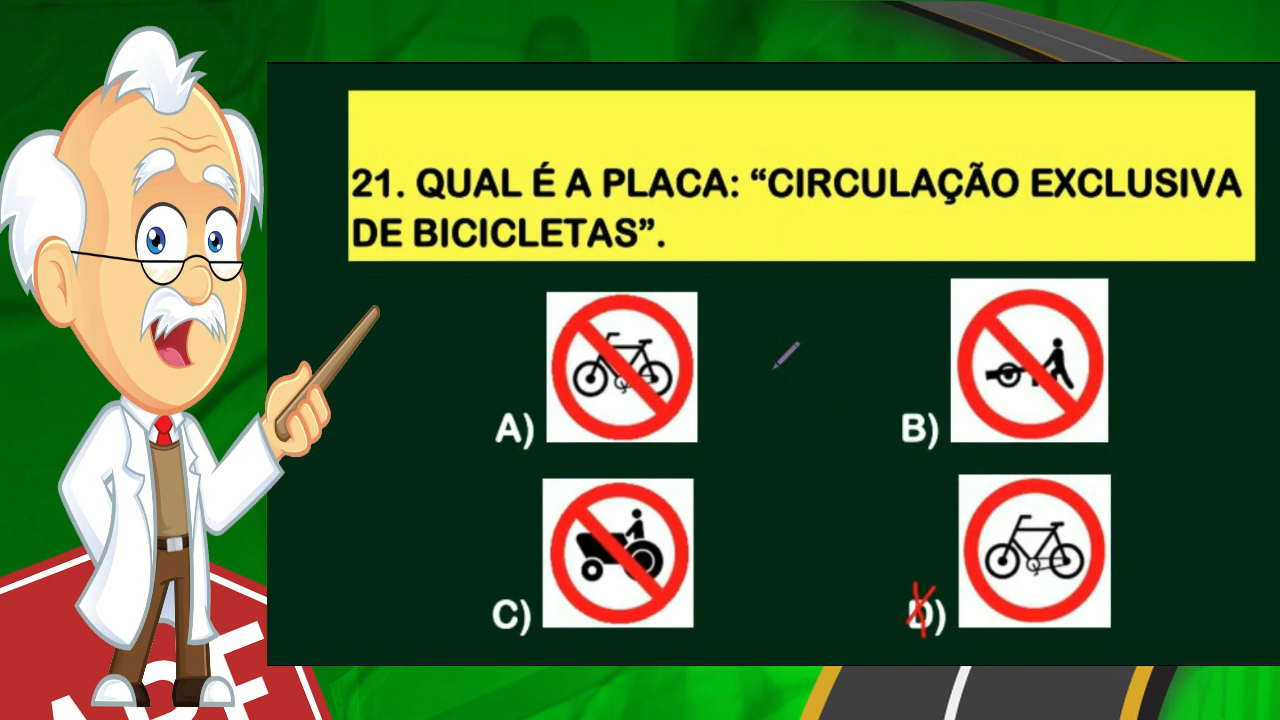 21. QUAL É A PLACA: “CIRCULAÇÃO EXCLUSIVA
DE BICICLETAS”.
A)
B)
C)
D)